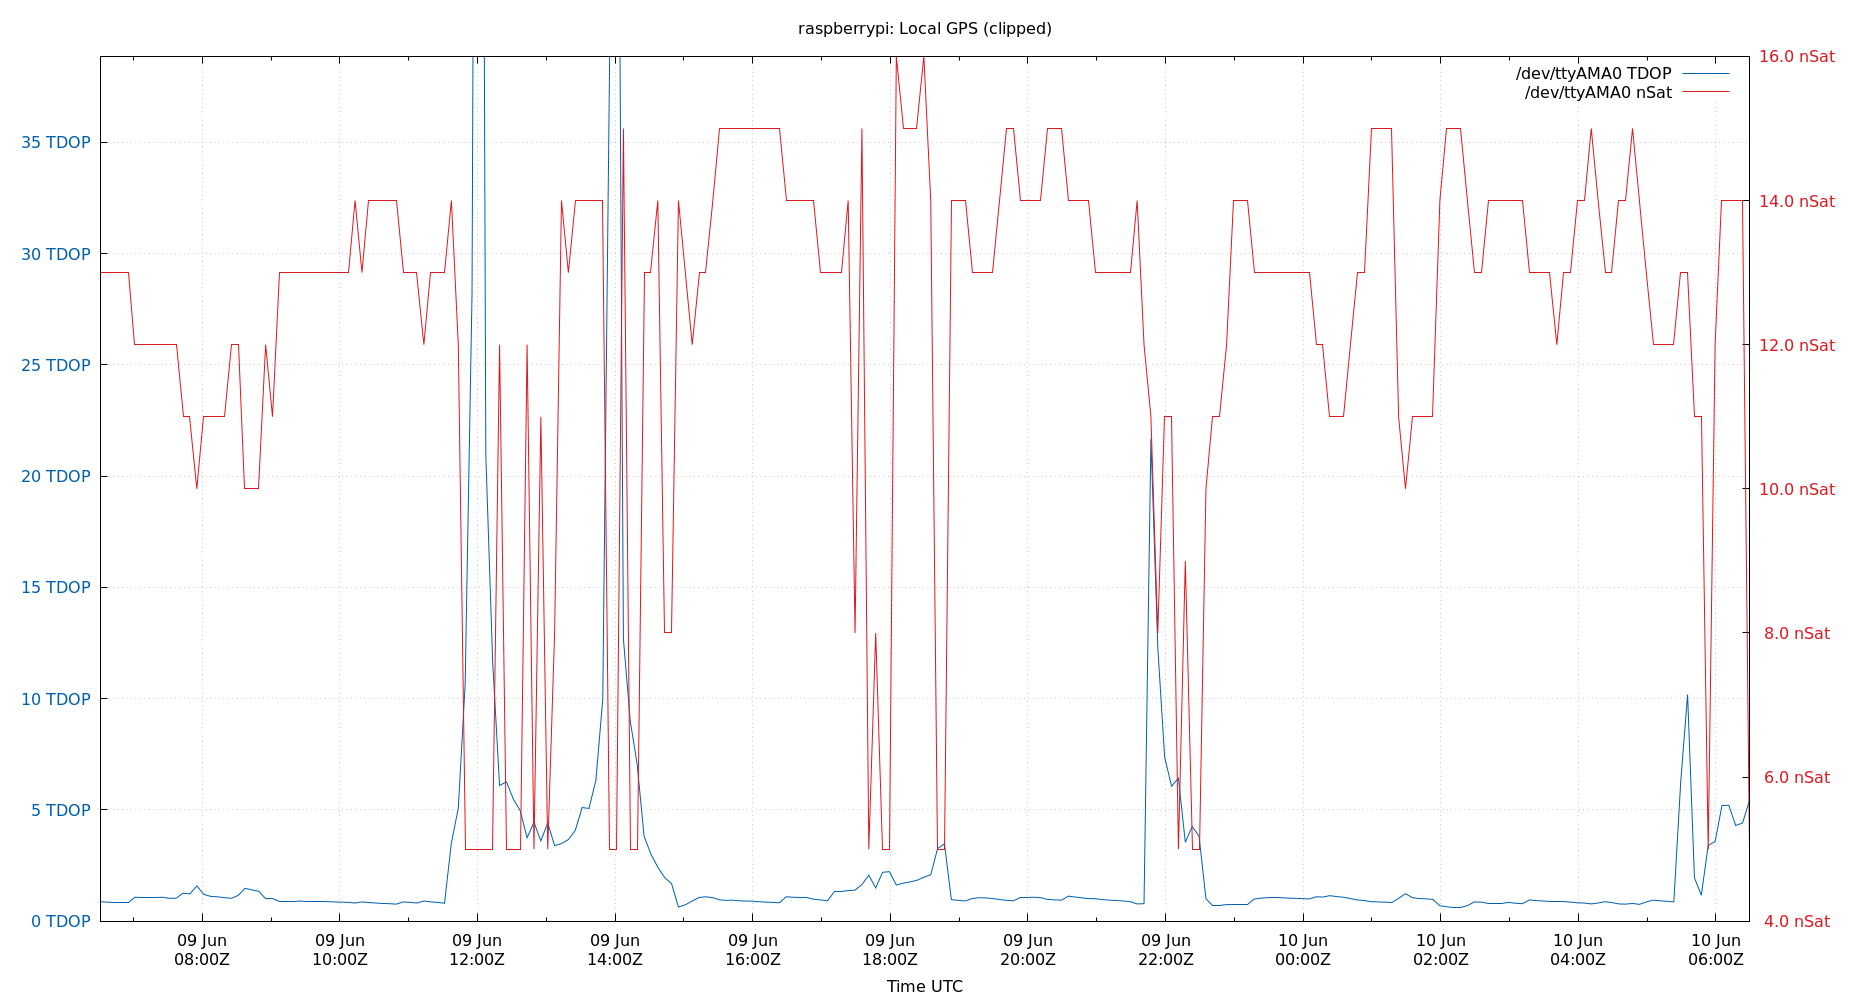 raspberrypi: Local GPS (clipped)
16.0 nSat
/dev/ttyAMA0 TDOP
/dev/ttyAMA0 nSat
35 TDOP
14.0 nSat
30 TDOP
25 TDOP
12.0 nSat
20 TDOP
10.0 nSat
15 TDOP
8.0 nSat
10 TDOP
6.0 nSat
5 TDOP
0 TDOP
4.0 nSat
09 Jun 09 Jun 09 Jun 09 Jun 09 Jun 09 Jun 09 Jun 09 Jun 10 Jun 10 Jun 10 Jun 10 Jun
08:00Z 10:00Z 12:00Z 14:00Z 16:00Z 18:00Z 20:00Z 22:00Z 00:00Z 02:00Z 04:00Z 06:00Z
Time UTC